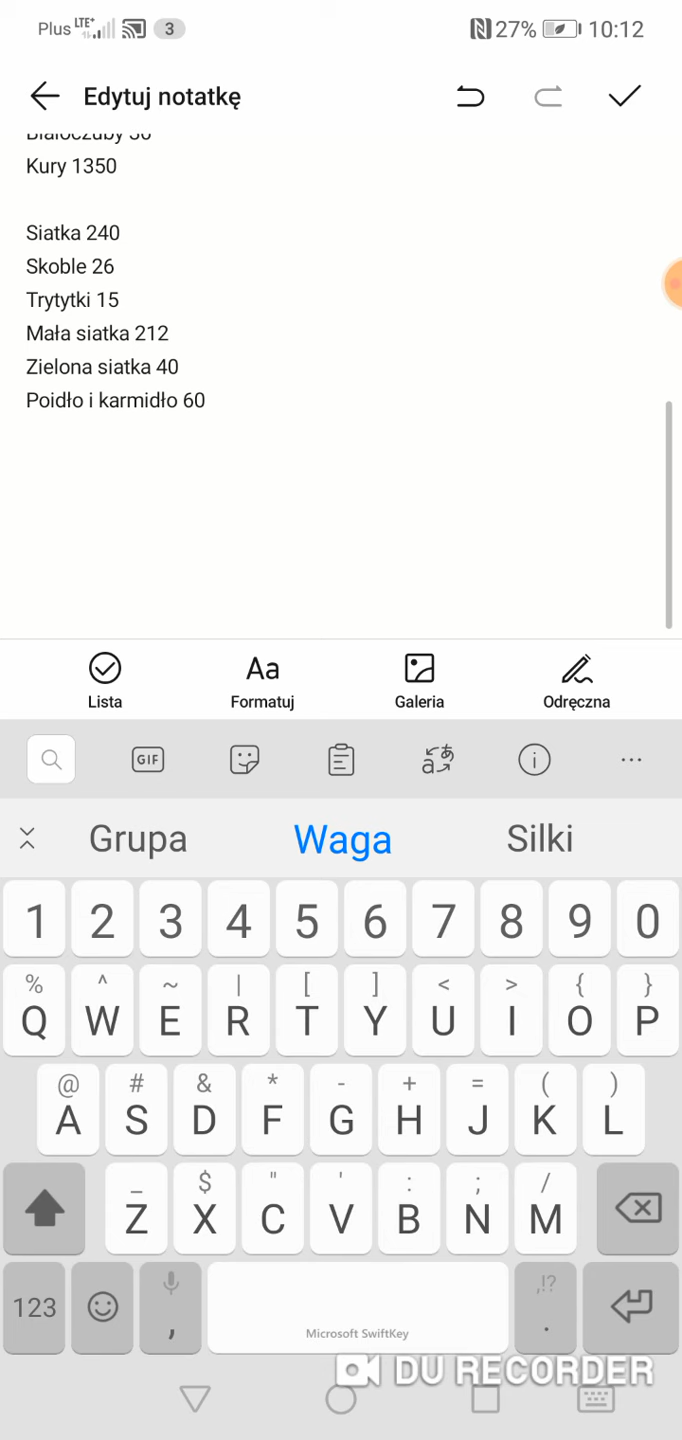 Plus LTE+ 3 27% 10:12
Edytuj notatkę
Białoczuby 30
Kury 1350
Siatka 240
Skoble 26
Trytytki 15
Mała siatka 212
Zielona siatka 40
Poidło i karmidło 60
Lista Formatuj Galeria Odręczna
GIF
Grupa Waga Silki
1 2 3 4 5 6 7 8 9 0
% ^ ~ | [ ] < > { }
Q W E R T Y U I O P
@ # & * - + = ( )
A S D F G H J K L
_ $ " ' : ; /
Z X C V B N M
123 , Microsoft SwiftKey ,!? .
DU RECORDER